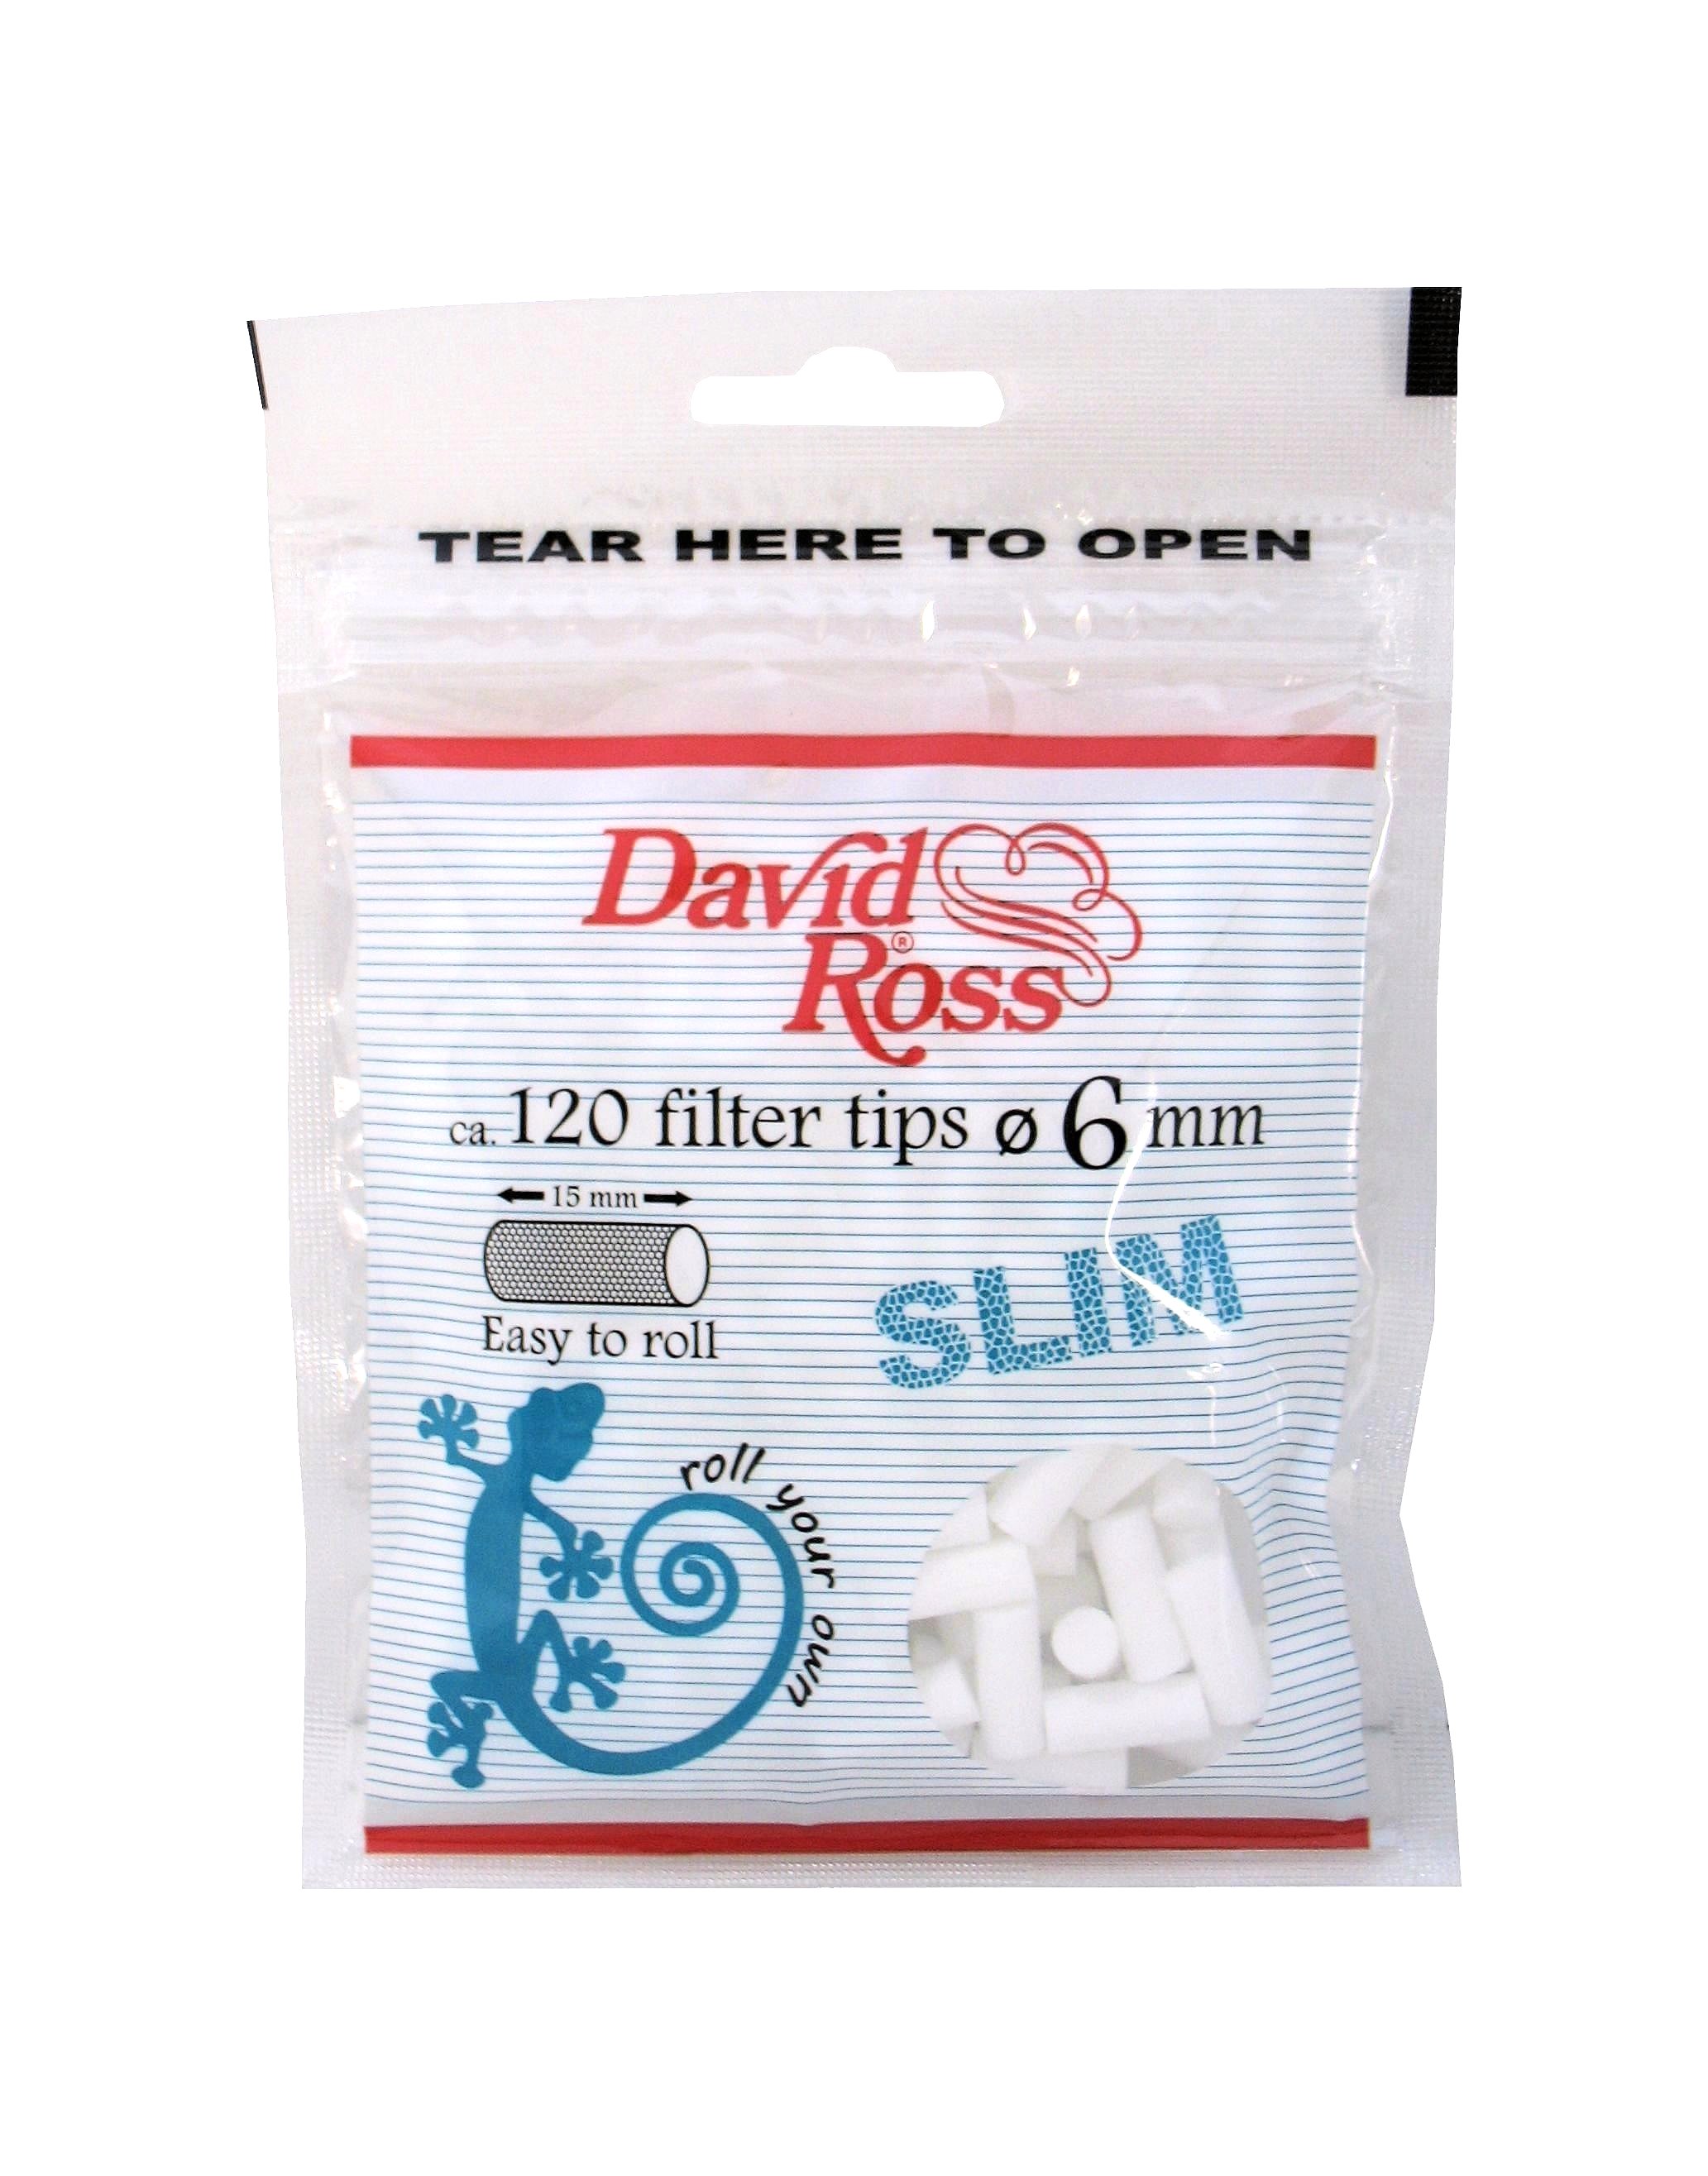 TEAR HERE TO OPEN
David
Ross®
ca. 120 filter tips ø 6 mm
15 mm
Easy to roll
SLIM
roll your own